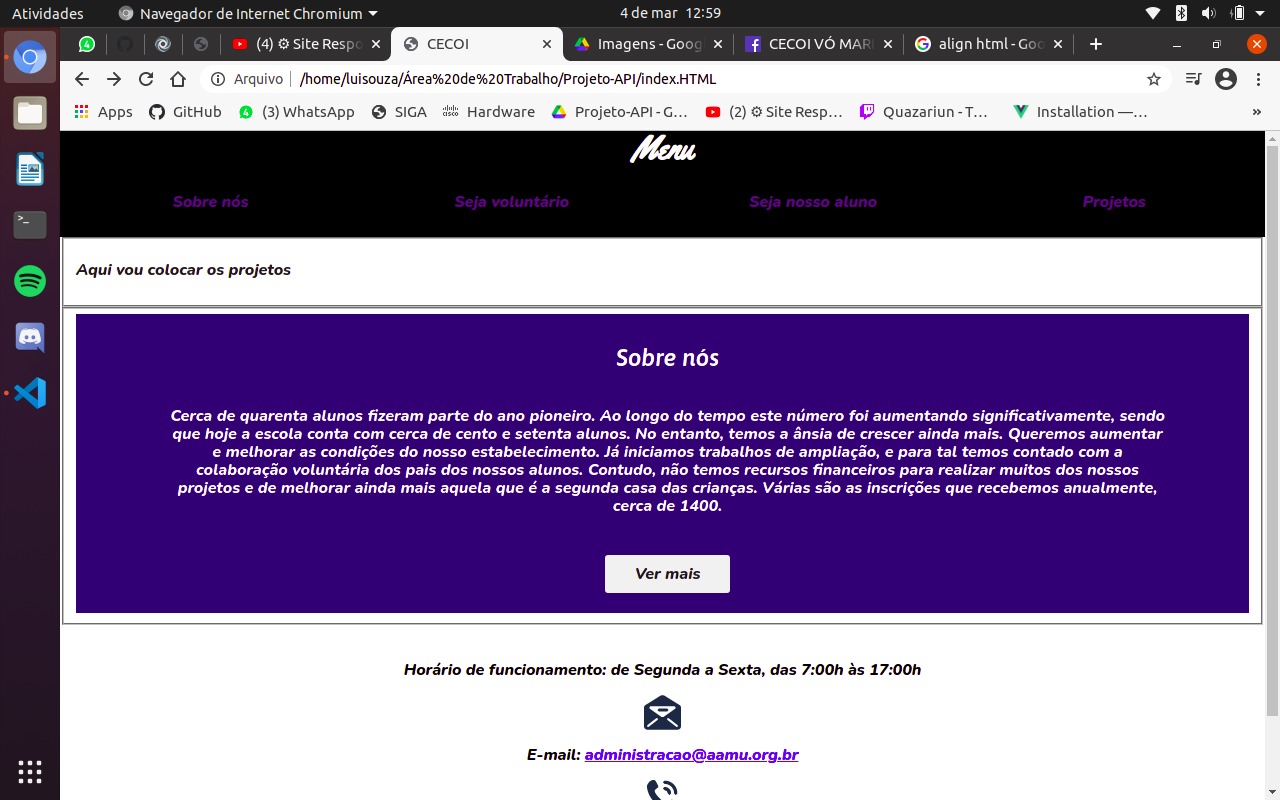 Atividades Navegador de Internet Chromium 4 de mar 12:59
(4) ⚙ Site Respo CECOI Imagens - Goog CECOI VÓ MARI align html - Goo
Arquivo /home/luisouza/Área%20de%20Trabalho/Projeto-API/index.HTML
Apps GitHub (3) WhatsApp SIGA Hardware Projeto-API - G… (2) ⚙ Site Resp… Quazariun - T… Installation —… »
Menu
Sobre nós Seja voluntário Seja nosso aluno Projetos
Aqui vou colocar os projetos
Sobre nós
Cerca de quarenta alunos fizeram parte do ano pioneiro. Ao longo do tempo este número foi aumentando significativamente, sendo
que hoje a escola conta com cerca de cento e setenta alunos. No entanto, temos a ânsia de crescer ainda mais. Queremos aumentar
e melhorar as condições do nosso estabelecimento. Já iniciamos trabalhos de ampliação, e para tal temos contado com a
colaboração voluntária dos pais dos nossos alunos. Contudo, não temos recursos financeiros para realizar muitos dos nossos
projetos e de melhorar ainda mais aquela que é a segunda casa das crianças. Várias são as inscrições que recebemos anualmente,
cerca de 1400.
Ver mais
Horário de funcionamento: de Segunda a Sexta, das 7:00h às 17:00h
E-mail: administracao@aamu.org.br